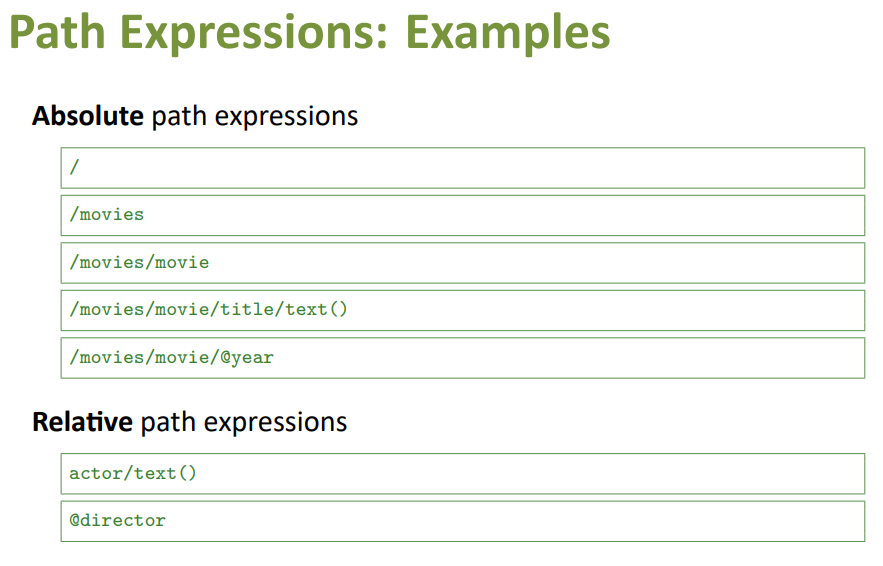 Path Expressions: Examples
Absolute path expressions
/
/movies
/movies/movie
/movies/movie/title/text()
/movies/movie/@year
Relative path expressions
actor/text()
@director